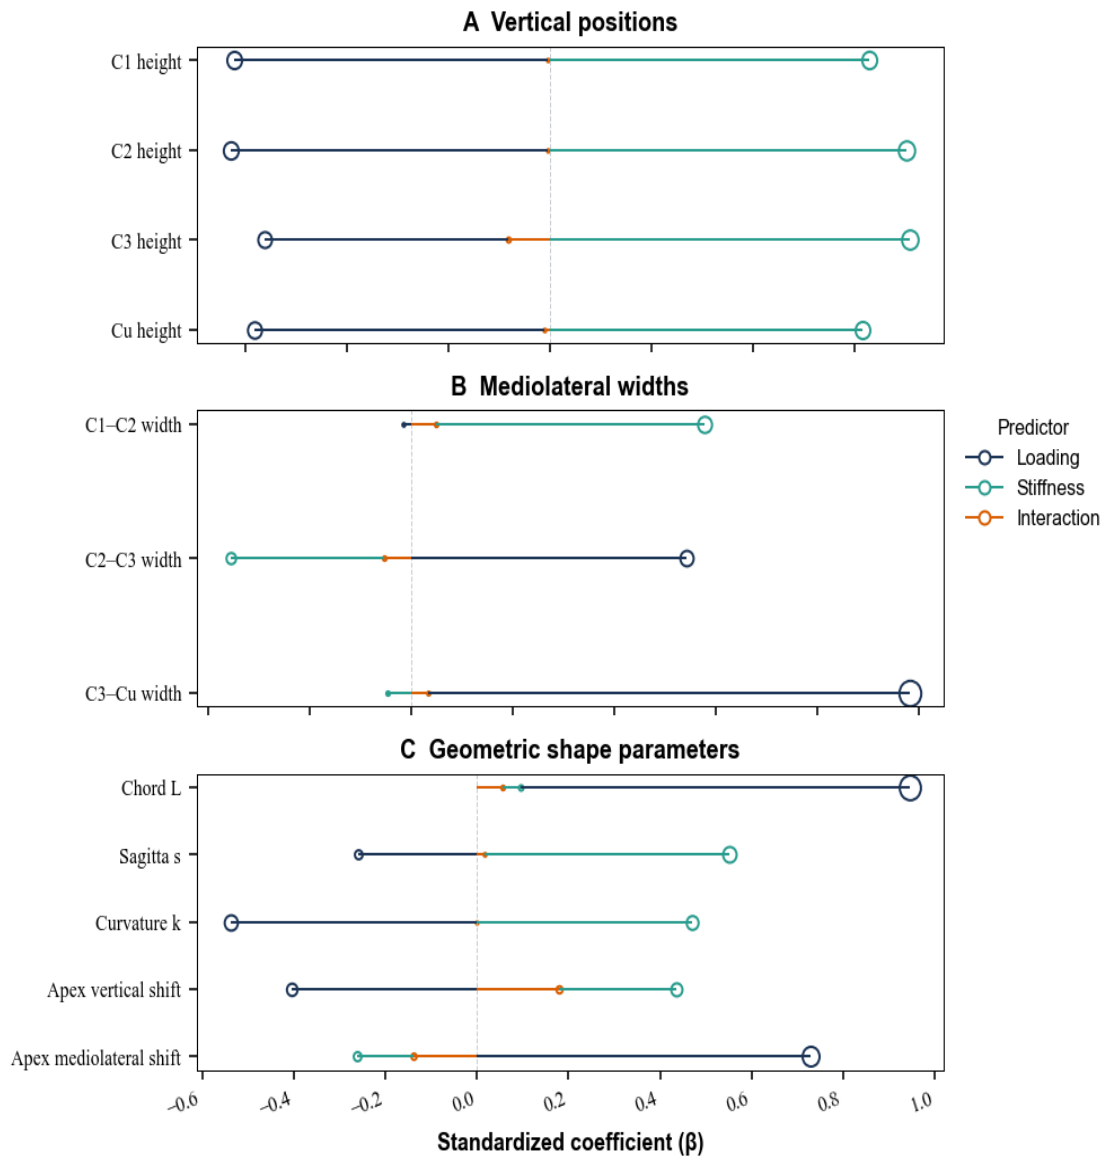 A Vertical positions
C1 height
C2 height
C3 height
Cu height
B Mediolateral widths
C1–C2 width
C2–C3 width
C3–Cu width
Predictor
Loading
Stiffness
Interaction
C Geometric shape parameters
Chord L
Sagitta s
Curvature k
Apex vertical shift
Apex mediolateral shift
−0.6 −0.4 −0.2 0.0 0.2 0.4 0.6 0.8 1.0
Standardized coefficient (β)